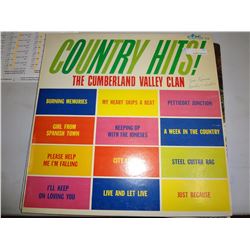 COUNTRY HITS!
THE CUMBERLAND VALLEY CLAN
BURNING MEMORIES
MY HEART SKIPS A BEAT
PETTICOAT JUNCTION
GIRL FROM SPANISH TOWN
KEEPING UP WITH THE JONESES
A WEEK IN THE COUNTRY
PLEASE HELP ME I'M FALLING
CITY
STEEL GUITAR RAG
I'LL KEEP ON LOVING YOU
LIVE AND LET LIVE
JUST BECAUSE